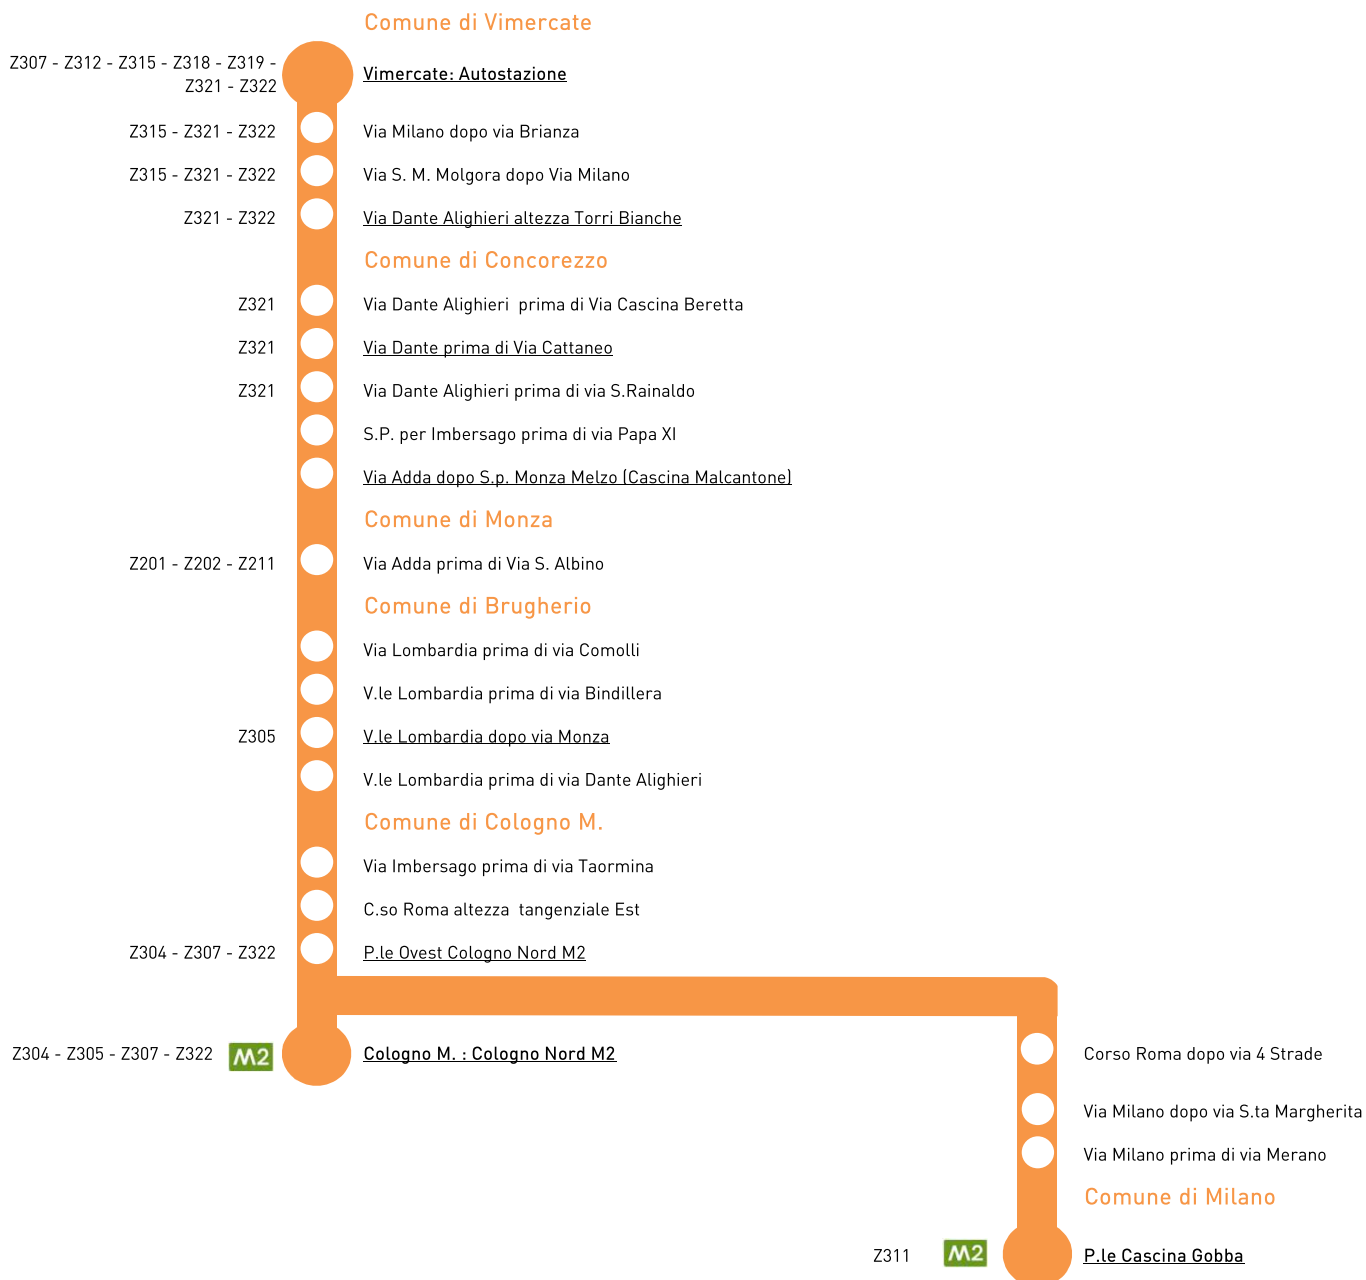 Comune di Vimercate
Z307 - Z312 - Z315 - Z318 - Z319 -
Z321 - Z322
Vimercate: Autostazione
Z315 - Z321 - Z322 Via Milano dopo via Brianza
Z315 - Z321 - Z322 Via S. M. Molgora dopo Via Milano
Z321 - Z322 Via Dante Alighieri altezza Torri Bianche
Comune di Concorezzo
Z321 Via Dante Alighieri  prima di Via Cascina Beretta
Z321 Via Dante prima di Via Cattaneo
Z321 Via Dante Alighieri prima di via S.Rainaldo
S.P. per Imbersago prima di via Papa XI
Via Adda dopo S.p. Monza Melzo (Cascina Malcantone)
Comune di Monza
Z201 - Z202 - Z211 Via Adda prima di Via S. Albino
Comune di Brugherio
Via Lombardia prima di via Comolli
V.le Lombardia prima di via Bindillera
Z305 V.le Lombardia dopo via Monza
V.le Lombardia prima di via Dante Alighieri
Comune di Cologno M.
Via Imbersago prima di via Taormina
C.so Roma altezza  tangenziale Est
Z304 - Z307 - Z322 P.le Ovest Cologno Nord M2
Z304 - Z305 - Z307 - Z322 M2 Cologno M. : Cologno Nord M2
Corso Roma dopo via 4 Strade
Via Milano dopo via S.ta Margherita
Via Milano prima di via Merano
Comune di Milano
Z311 M2 P.le Cascina Gobba